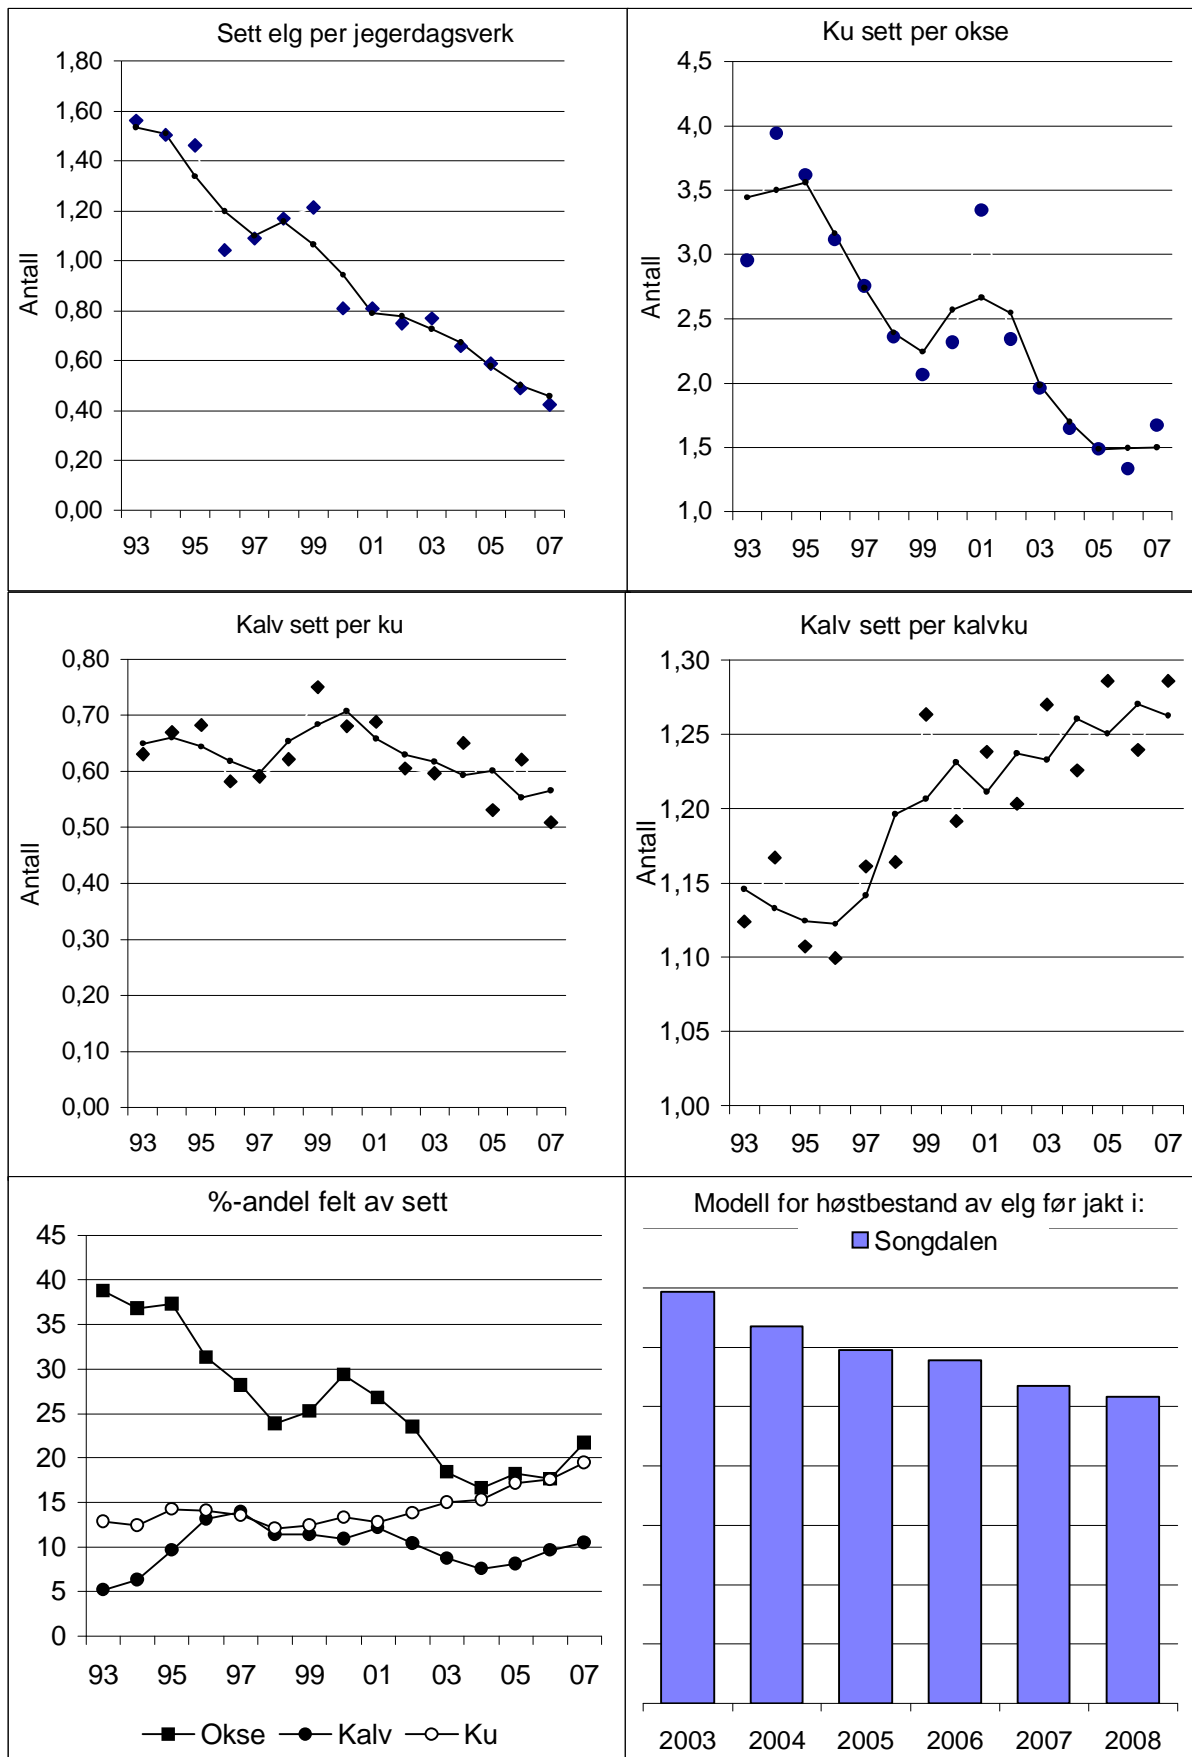 Sett elg per jegerdagsverk
1,80
1,60
1,40
1,20
1,00
0,80
0,60
0,40
0,20
0,00
Antall
93 95 97 99 01 03 05 07
Ku sett per okse
4,5
4,0
3,5
3,0
2,5
2,0
1,5
1,0
Antall
93 95 97 99 01 03 05 07
Kalv sett per ku
0,80
0,70
0,60
0,50
0,40
0,30
0,20
0,10
0,00
Antall
93 95 97 99 01 03 05 07
Kalv sett per kalvku
1,30
1,25
1,20
1,15
1,10
1,05
1,00
Antall
93 95 97 99 01 03 05 07
%-andel felt av sett
45
40
35
30
25
20
15
10
5
0
93 95 97 99 01 03 05 07
Okse Kalv Ku
Modell for høstbestand av elg før jakt i:
Songdalen
2003 2004 2005 2006 2007 2008